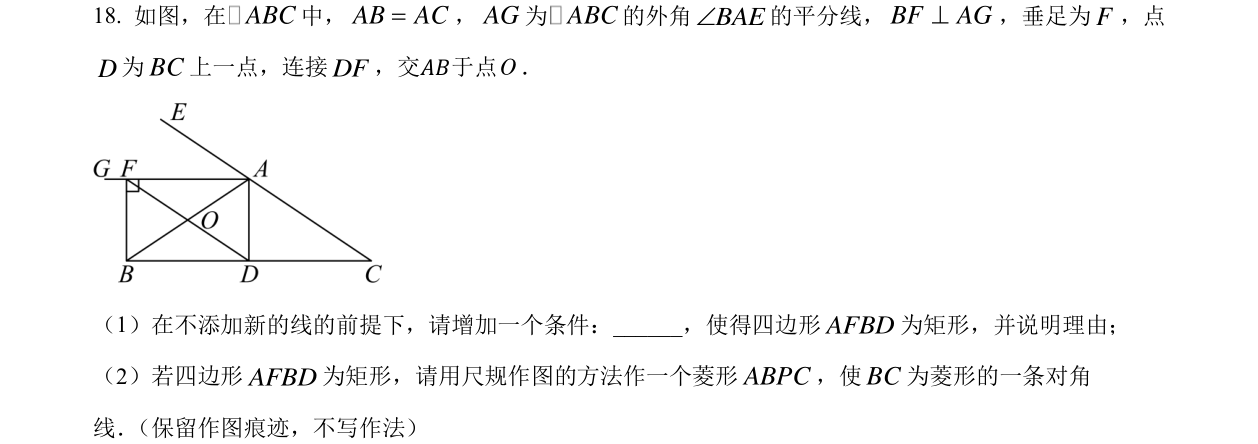 18. 如图，在□ABC中，AB = AC，AG为□ABC的外角∠BAE的平分线，BF ⊥ AG，垂足为F，点
D为BC上一点，连接DF，交AB于点O．
E
G F A
O
B D C
（1）在不添加新的线的前提下，请增加一个条件：______，使得四边形AFBD为矩形，并说明理由；
（2）若四边形AFBD为矩形，请用尺规作图的方法作一个菱形ABPC，使BC为菱形的一条对角
线．（保留作图痕迹，不写作法）